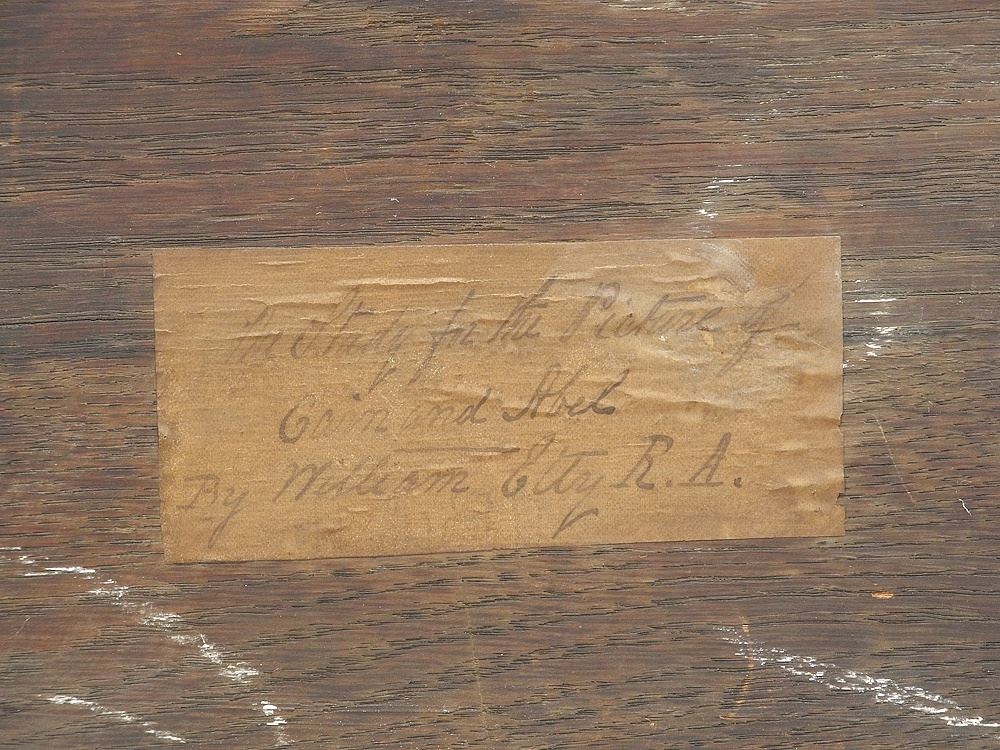 The Study for the Picture of
Cain and Abel
By William Etty R. A.